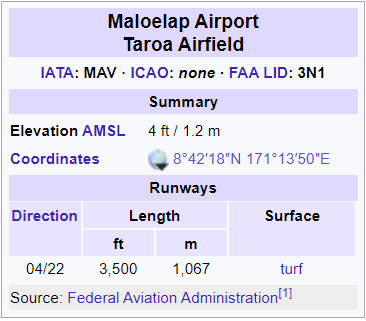 Maloelap Airport
Taroa Airfield
IATA: MAV · ICAO: none · FAA LID: 3N1
Summary
Elevation AMSL 4 ft / 1.2 m
Coordinates 8°42′18″N 171°13′50″E
Runways
Direction Length Surface
ft m
04/22 3,500 1,067 turf
Source: Federal Aviation Administration[1]